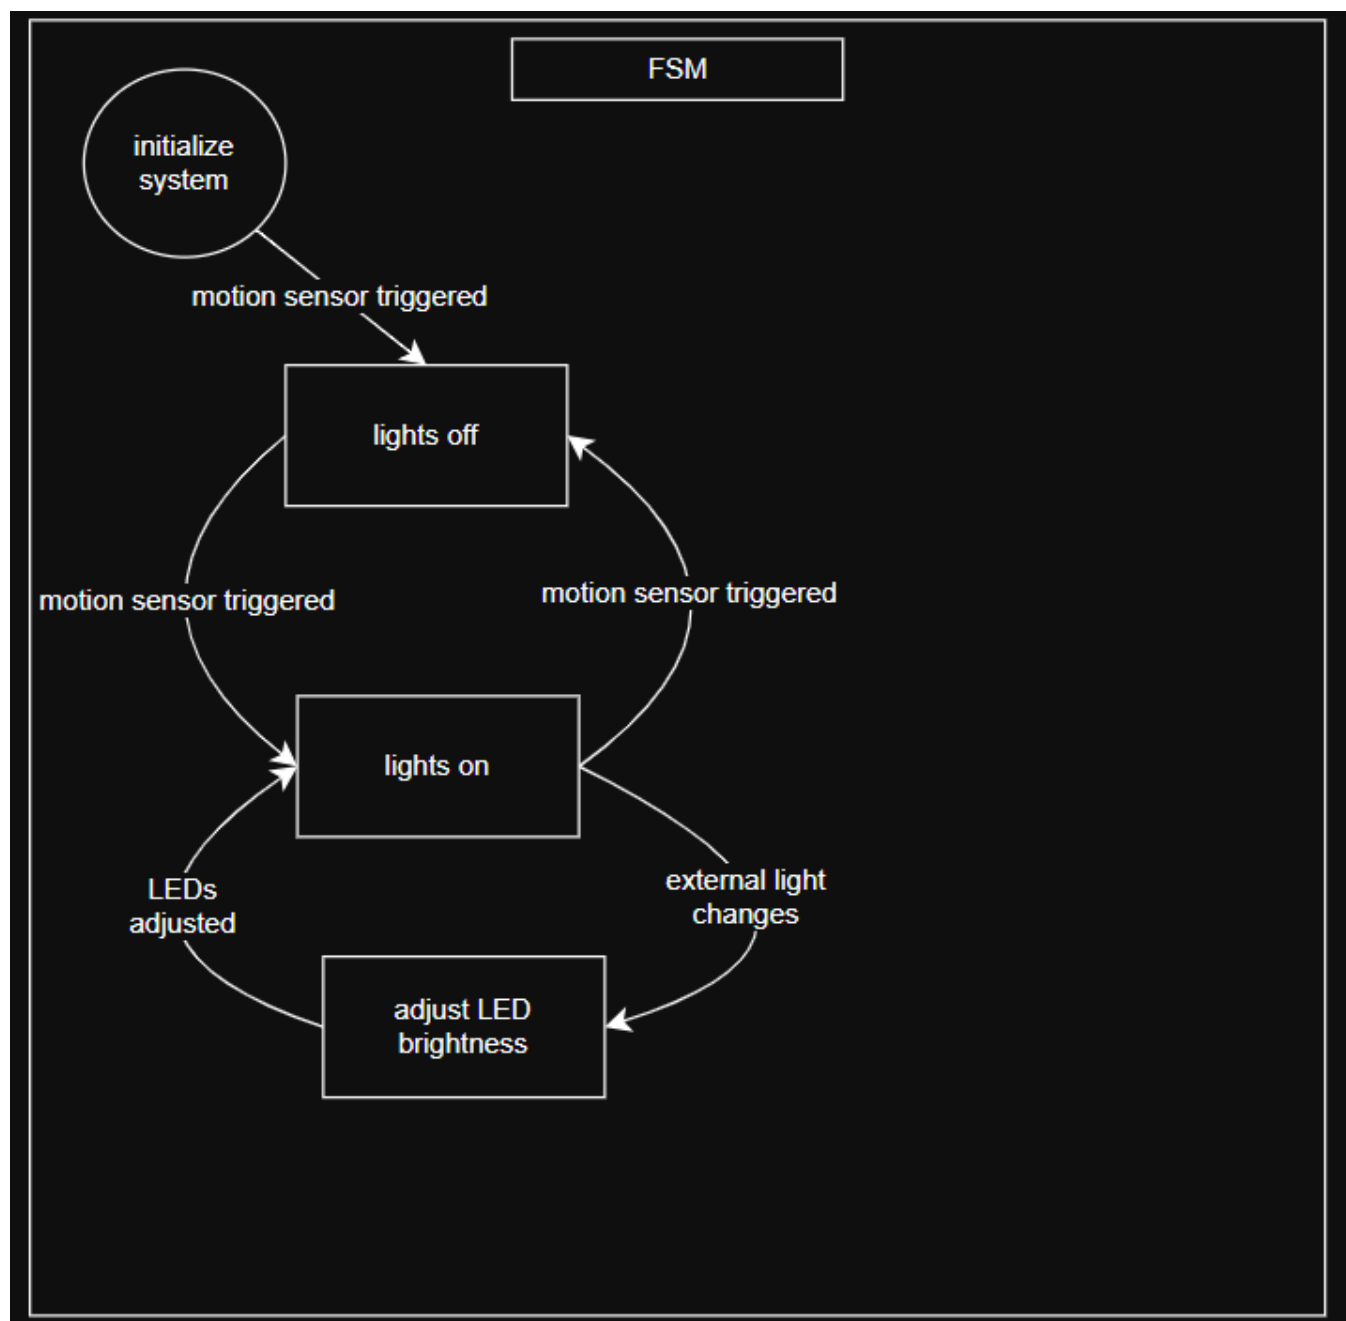 FSM
initialize
system
motion sensor triggered
lights off
motion sensor triggered
motion sensor triggered
lights on
LEDs
adjusted
external light
changes
adjust LED
brightness